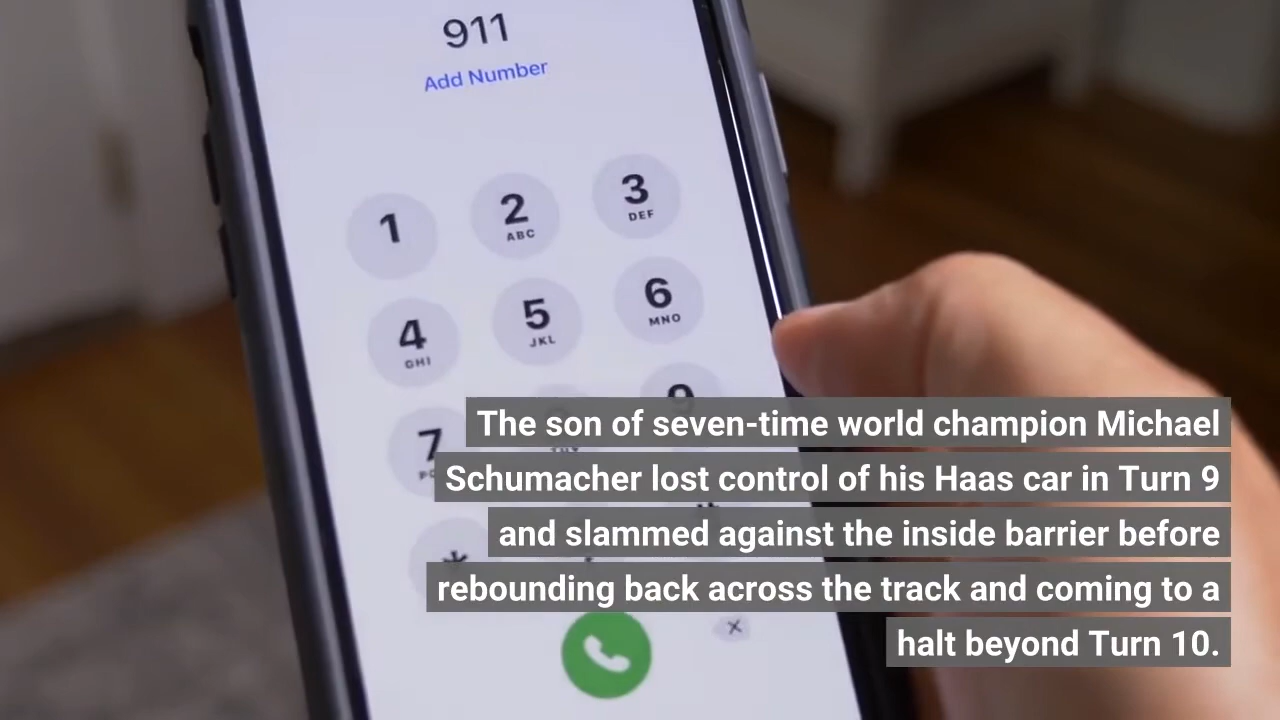 911
Add Number
1
2
ABC
3
DEF
4
GHI
5
JKL
6
MNO
7
9
*
The son of seven-time world champion Michael
Schumacher lost control of his Haas car in Turn 9
and slammed against the inside barrier before
rebounding back across the track and coming to a
halt beyond Turn 10.